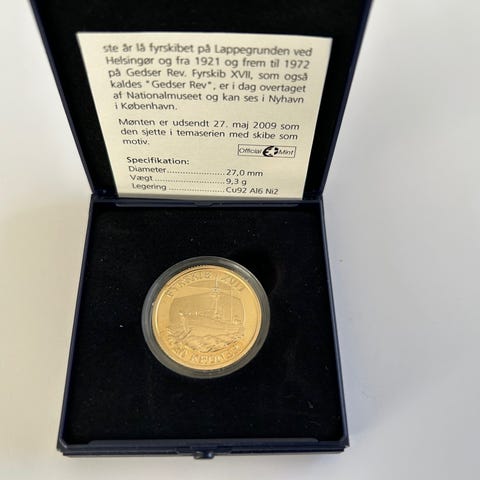 ste år lå fyrskibet på Lappegrunden ved
Helsingør og fra 1921 og frem til 1972
på Gedser Rev. Fyrskib XVII, som også
kaldes "Gedser Rev", er i dag overtaget
af Nationalmuseet og kan ses i Nyhavn
i København.
Mønten er udsendt 27. maj 2009 som
den sjette i temaserien med skibe som
motiv.
Official Mint
Specifikation:
Diameter....................27,0 mm
Vægt..........................9,3 g
Legering......................Cu92 Al6 Ni2
FYRSKIB XVII
20 KRONER